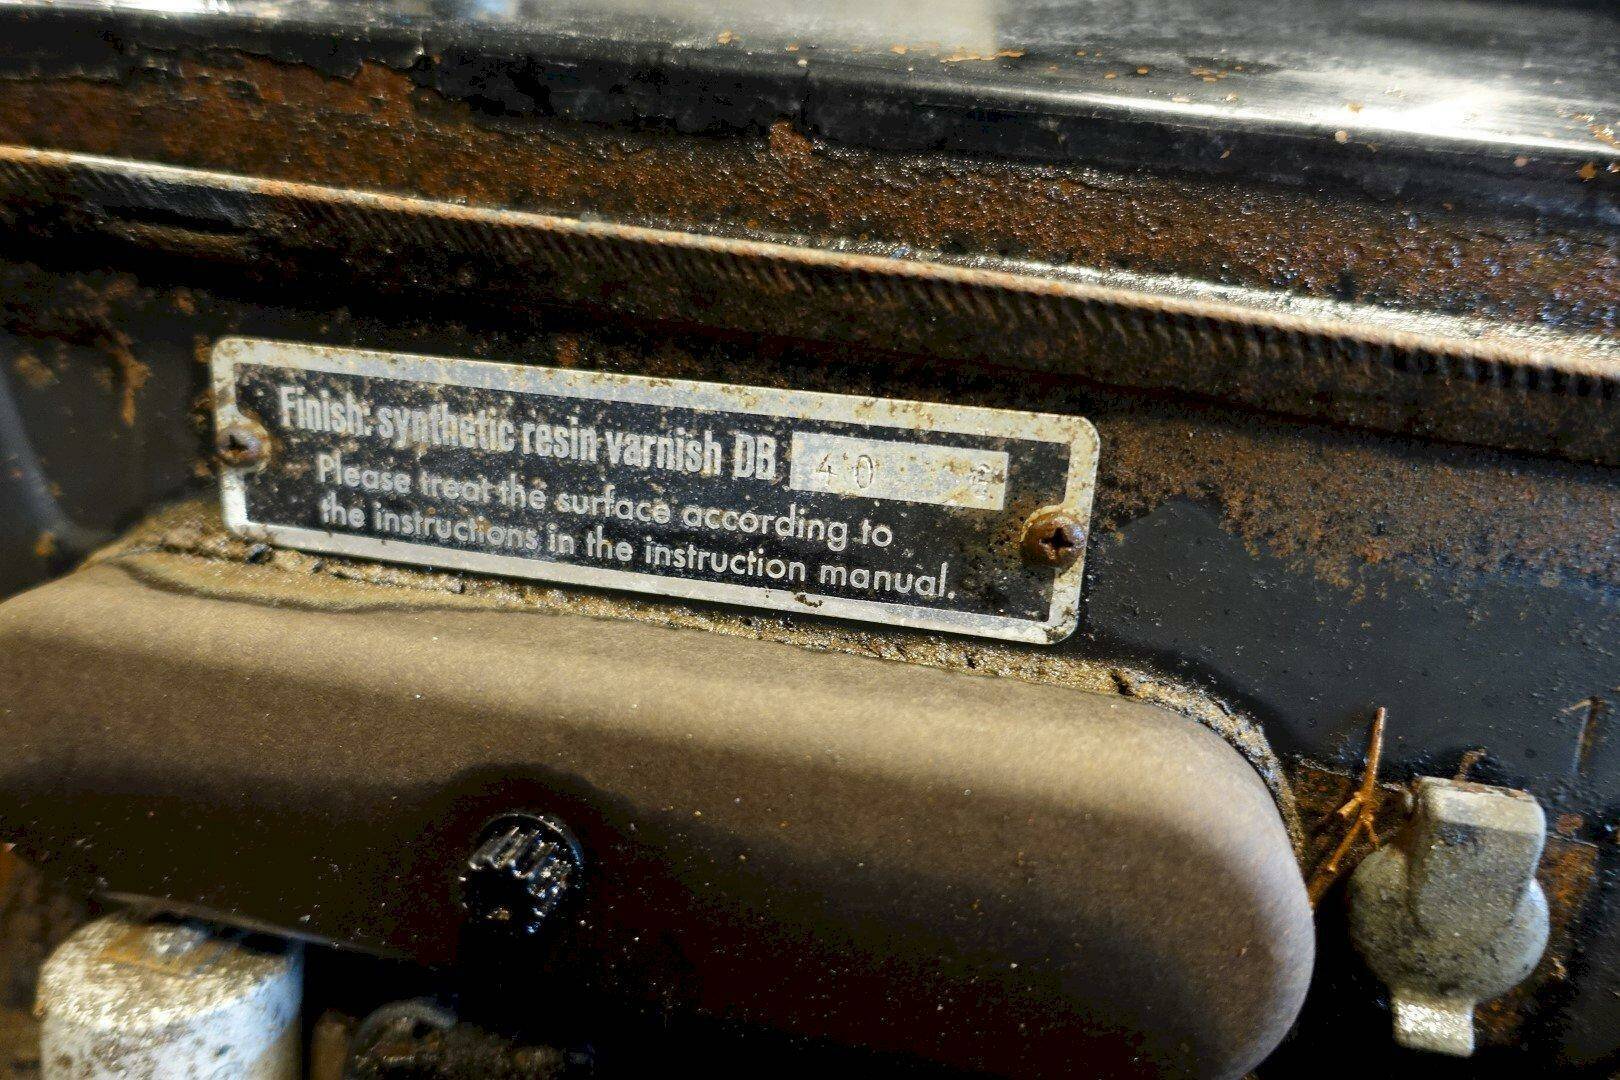 Finish: synthetic resin varnish DB 40 G
Please treat the surface according to
the instructions in the instruction manual.